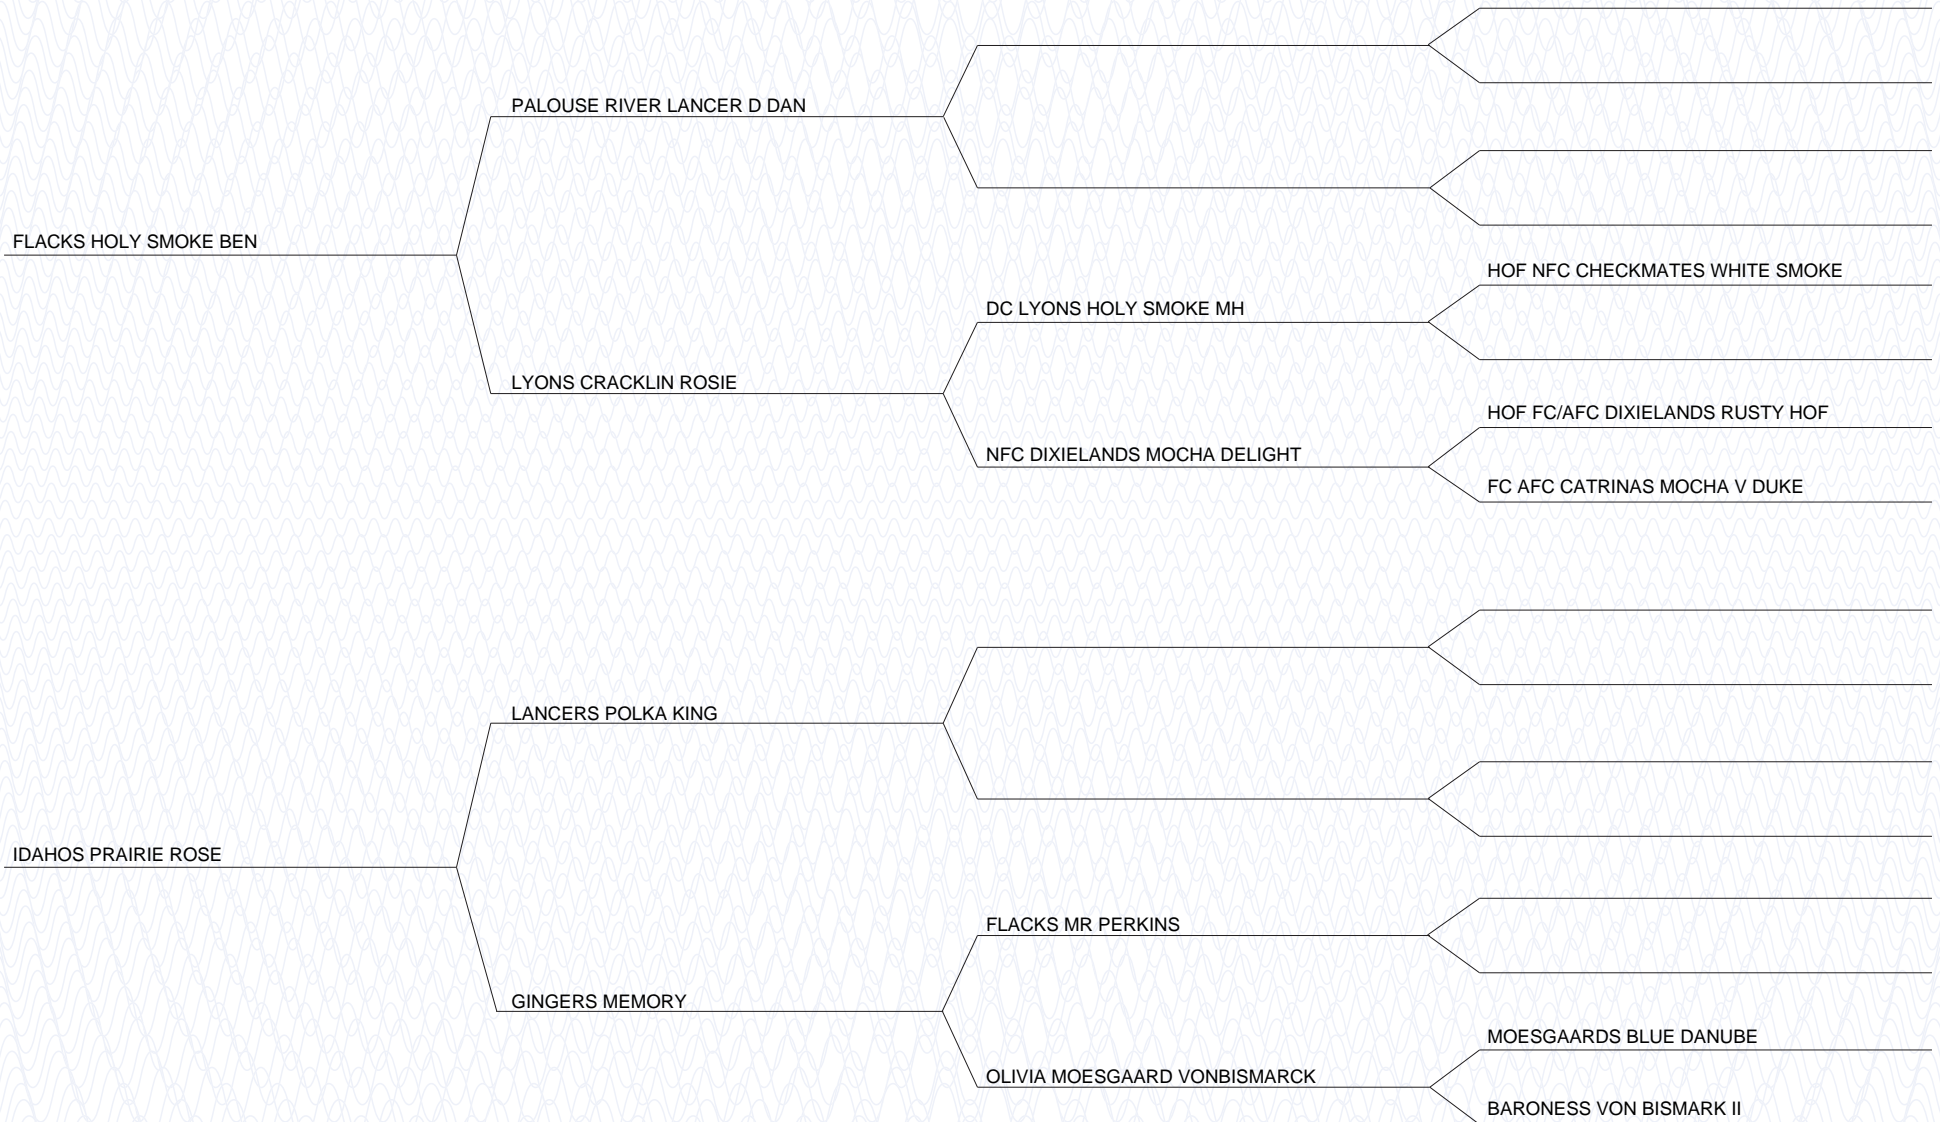 PALOUSE RIVER LANCER D DAN
FLACKS HOLY SMOKE BEN
HOF NFC CHECKMATES WHITE SMOKE
DC LYONS HOLY SMOKE MH
LYONS CRACKLIN ROSIE
HOF FC/AFC DIXIELANDS RUSTY HOF
NFC DIXIELANDS MOCHA DELIGHT
FC AFC CATRINAS MOCHA V DUKE
LANCERS POLKA KING
IDAHOS PRAIRIE ROSE
FLACKS MR PERKINS
GINGERS MEMORY
MOESGAARDS BLUE DANUBE
OLIVIA MOESGAARD VONBISMARCK
BARONESS VON BISMARK II